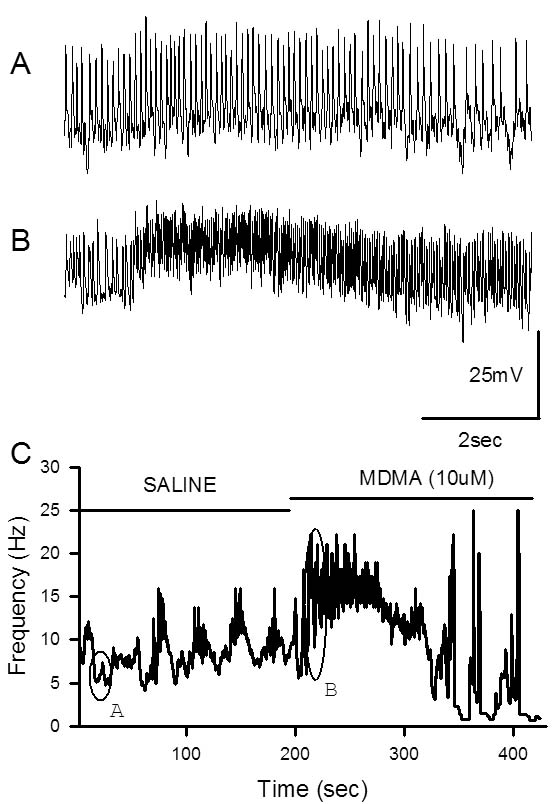 A
B
25mV
2sec
C
30
25
20
15
10
5
0
Frequency (Hz)
SALINE
MDMA (10uM)
A
B
100
200
300
400
Time (sec)